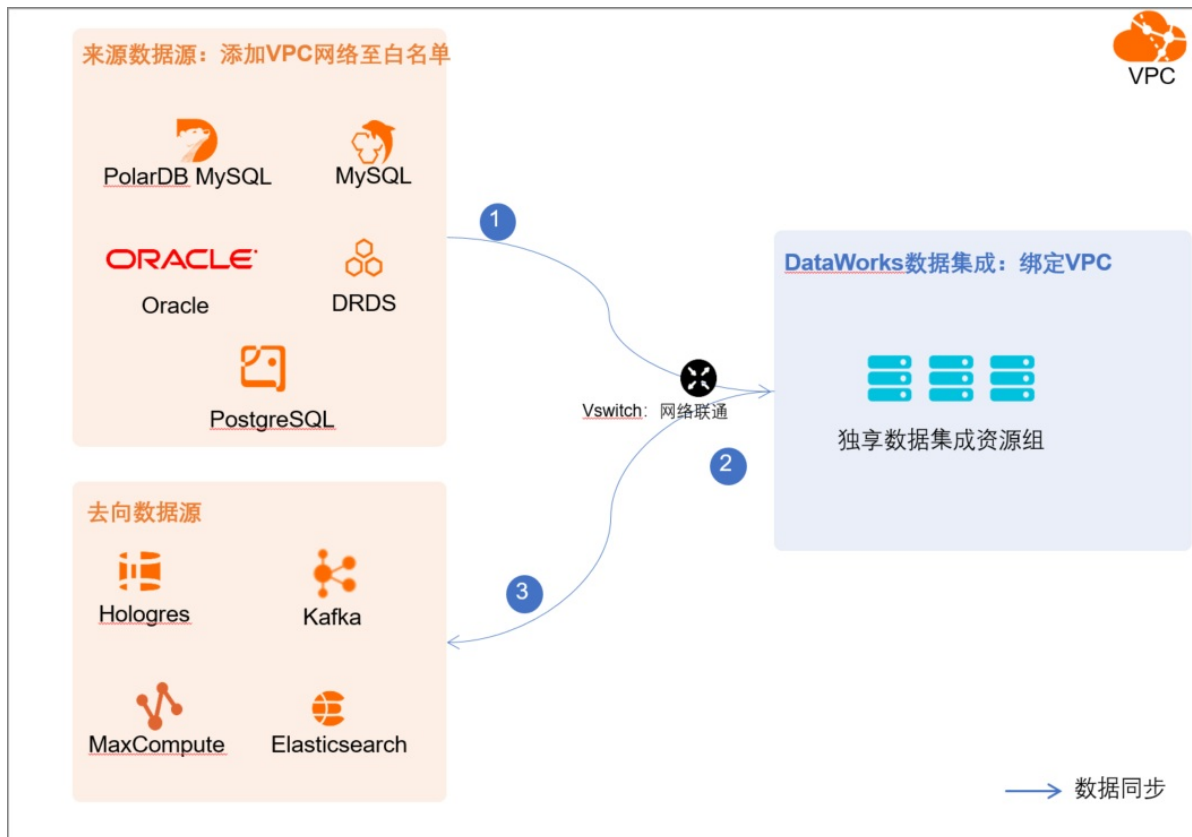 来源数据源：添加VPC网络至白名单
VPC
PolarDB MySQL
MySQL
ORACLE
Oracle
DRDS
PostgreSQL
1
DataWorks数据集成：绑定VPC
Vswitch：网络联通
独享数据集成资源组
2
去向数据源
Hologres
Kafka
3
MaxCompute
Elasticsearch
数据同步